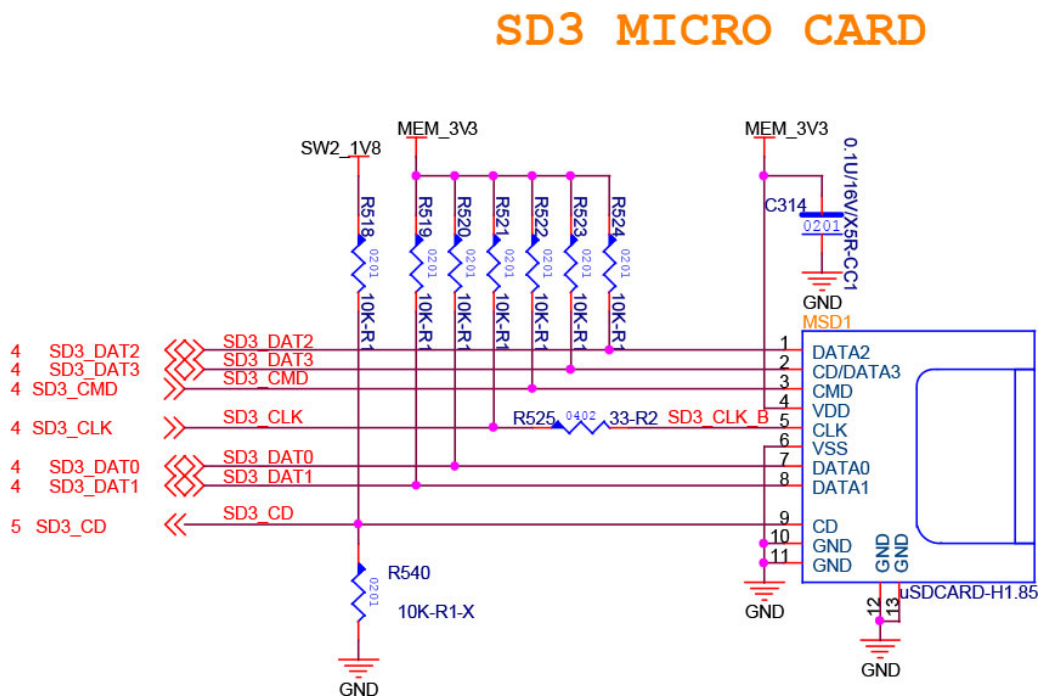 SD3 MICRO CARD
MEM_3V3
MEM_3V3
SW2_1V8
0.1U/16V/X5R-CC1
R518
R519
R520
R521
R522
R523
R524
C314
0201
0201
0201
0201
0201
0201
0201
0201
10K-R1
10K-R1
10K-R1
10K-R1
10K-R1
10K-R1
10K-R1
GND
MSD1
4 SD3_DAT2 SD3_DAT2 1 DATA2
4 SD3_DAT3 SD3_DAT3 2 CD/DATA3
4 SD3_CMD SD3_CMD 3 CMD
4 VDD
4 SD3_CLK SD3_CLK R525 0402 33-R2 SD3_CLK_B 5 CLK
6 VSS
4 SD3_DAT0 SD3_DAT0 7 DATA0
4 SD3_DAT1 SD3_DAT1 8 DATA1
5 SD3_CD SD3_CD 9 CD
10 GND
11 GND
GND
GND
R540
0201
10K-R1-X
GND
12
13
uSDCARD-H1.85
GND
GND